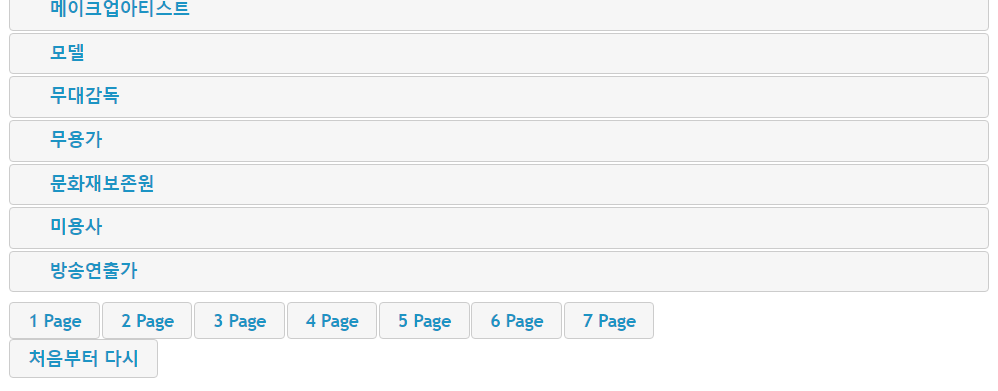 메이크업아티스트
모델
무대감독
무용가
문화재보존원
미용사
방송연출가
1 Page 2 Page 3 Page 4 Page 5 Page 6 Page 7 Page
처음부터 다시